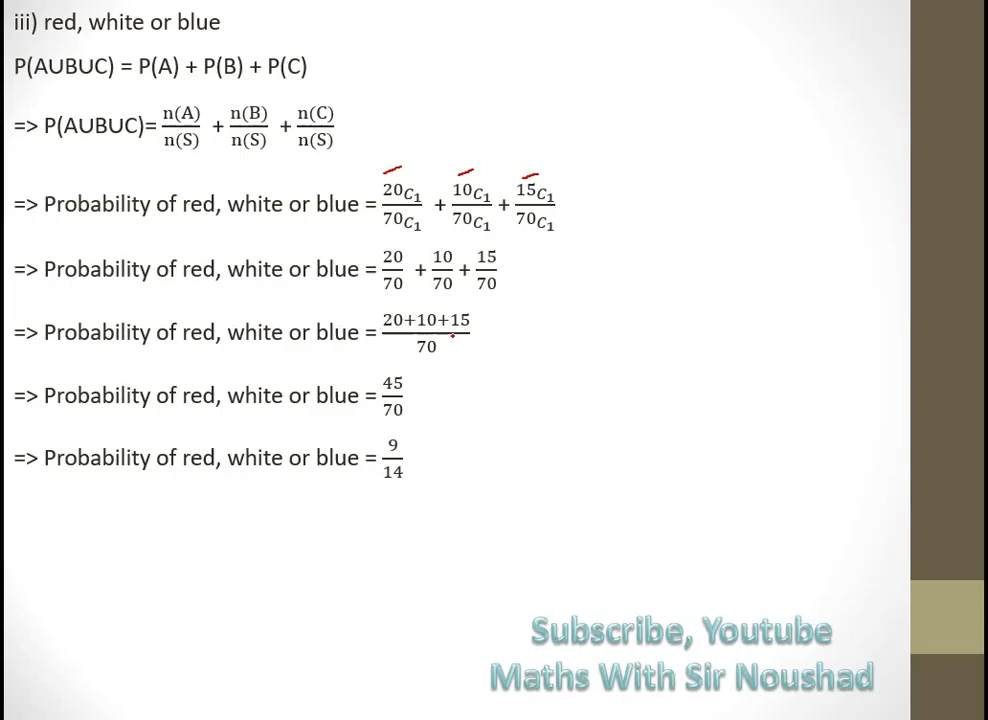 iii) red, white or blue
P(AUBUC) = P(A) + P(B) + P(C)
=> P(AUBUC)= n(A)/n(S) + n(B)/n(S) + n(C)/n(S)
=> Probability of red, white or blue = 20C₁/70C₁ + 10C₁/70C₁ + 15C₁/70C₁
=> Probability of red, white or blue = 20/70 + 10/70 + 15/70
=> Probability of red, white or blue = 20+10+15/70
=> Probability of red, white or blue = 45/70
=> Probability of red, white or blue = 9/14
Subscribe, Youtube
Maths With Sir Noushad